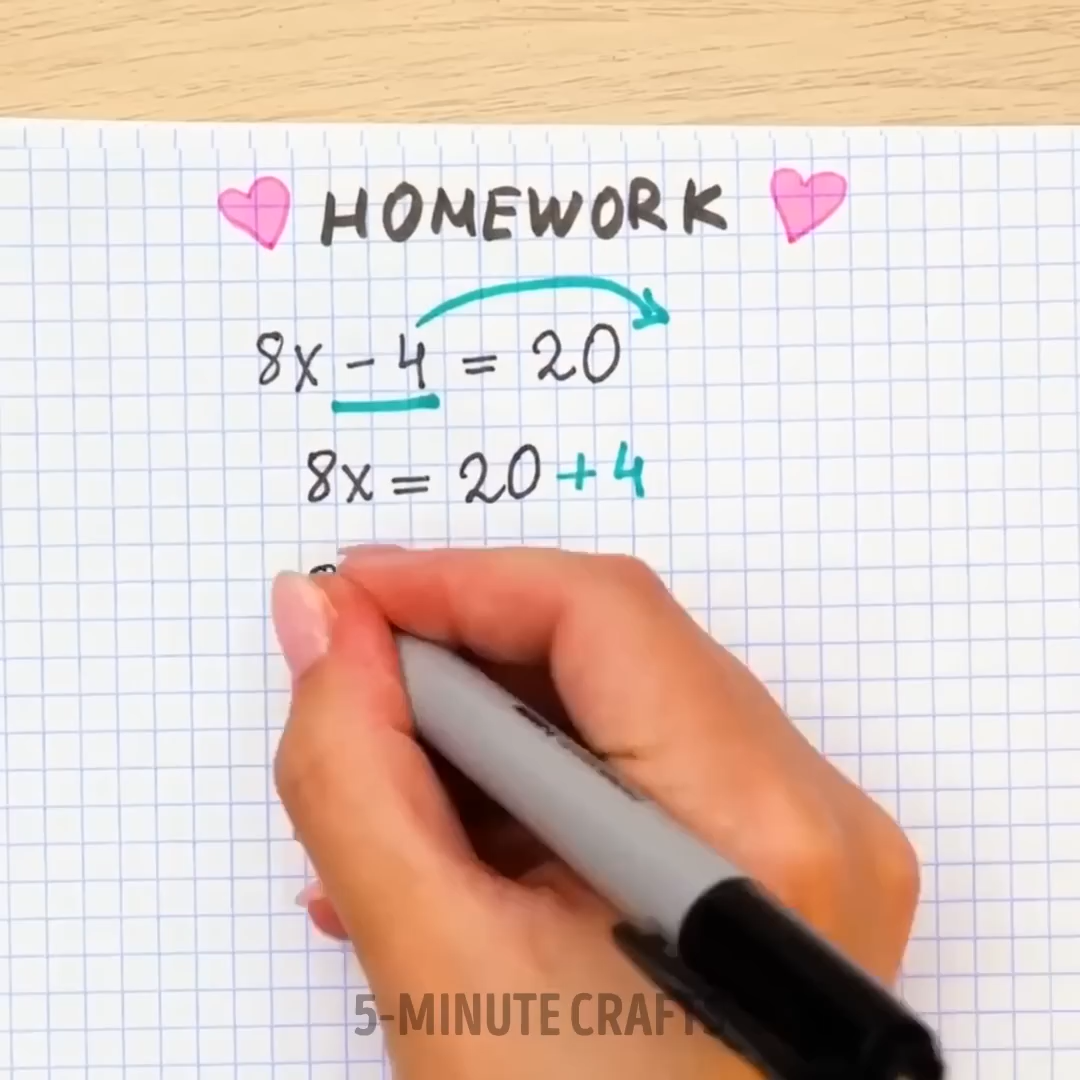 HOMEWORK
8x - 4 = 20
8x = 20 + 4
5-MINUTE CRAFTS